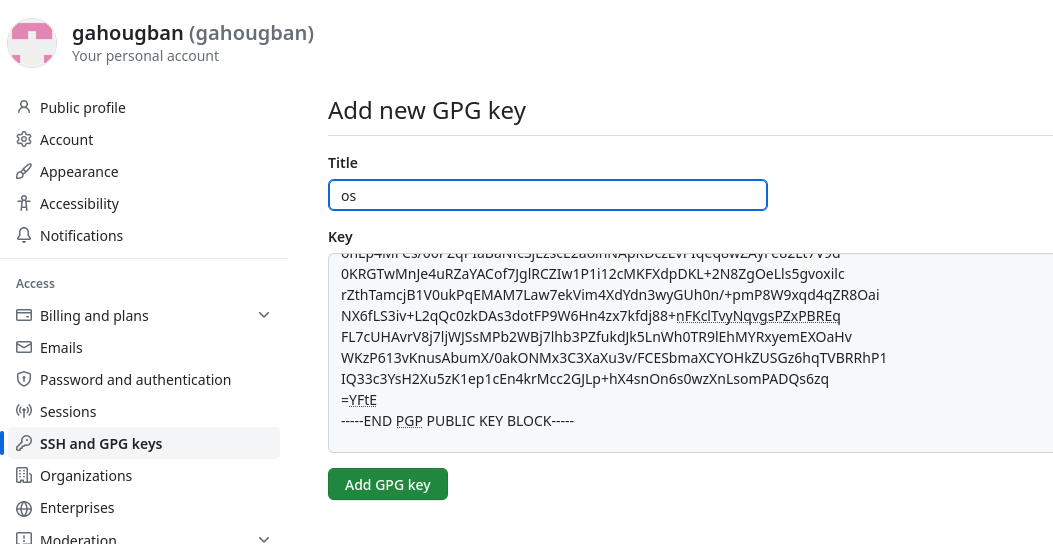 gahougban (gahougban)
Your personal account
Public profile
Account
Appearance
Accessibility
Notifications
Access
Billing and plans
Emails
Password and authentication
Sessions
SSH and GPG keys
Organizations
Enterprises
Moderation
Add new GPG key
Title
os
Key
0KRGTwMnJe4uRZaYACof7JglRCZIw1P1i12cMKFXdpDKL+2N8ZgOeLls5gvoxilc
rZthTamcjB1V0ukPqEMAM7Law7ekVim4XdYdn3wyGUh0n/+pmP8W9xqd4qZR8Oai
NX6fLS3iv+L2qQc0zkDAs3dotFP9W6Hn4zx7kfdj88+nFKclTvyNqvgsPZxPBREq
FL7cUHAvrV8j7ljWJSsMPb2WBj7lhb3PZfukdJk5LnWh0TR9lEhMYRxyemEXOaHv
WKzP613vKnusAbumX/0akONMx3C3XaXu3v/FCESbmaXCYOHkZUSGz6hqTVBRRhP1
IQ33c3YsH2Xu5zK1ep1cEn4krMcc2GJLp+hX4snOn6s0wzXnLsomPADQs6zq
=YFtE
-----END PGP PUBLIC KEY BLOCK-----
Add GPG key